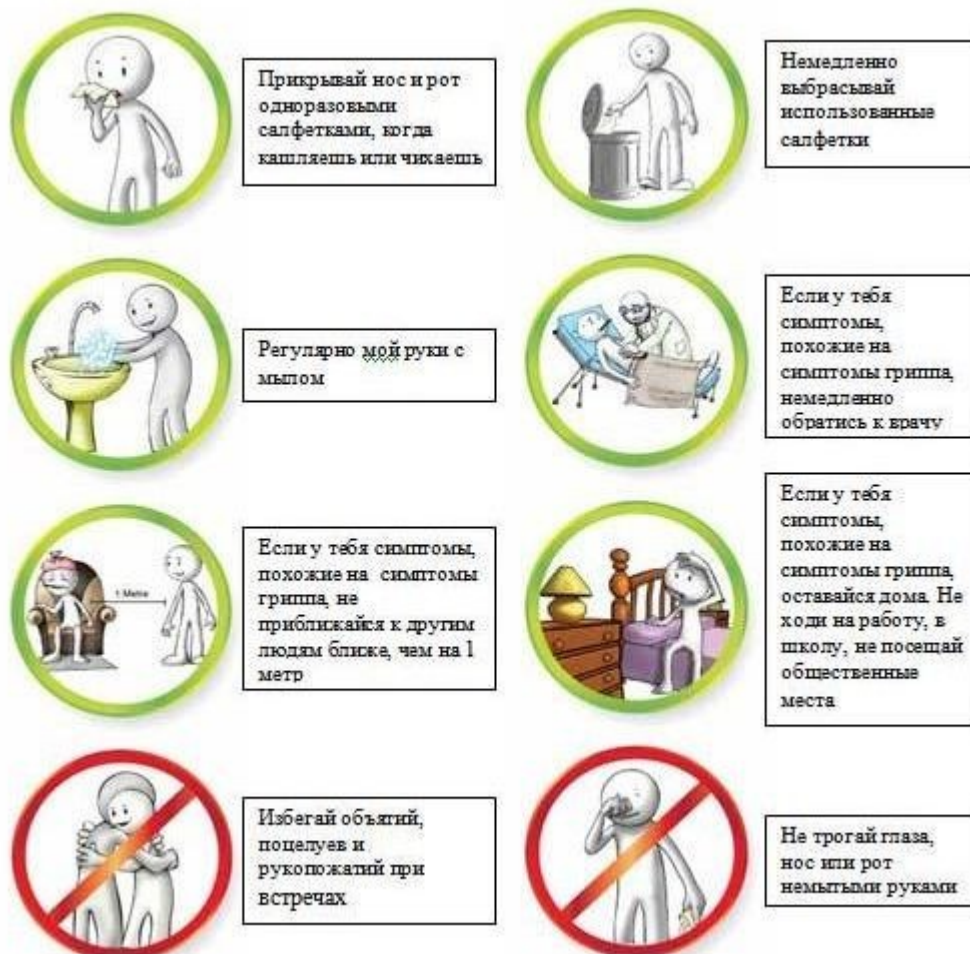 Прикрывай нос и рот
одноразовыми
салфетками, когда
кашляешь или чихаешь
Немедленно
выбрасывай
использованные
салфетки
Регулярно мой руки с
мылом
Если у тебя
симптомы,
похожие на
симптомы гриппа,
немедленно
обратись к врачу
1 Metre
Если у тебя симптомы,
похожие на симптомы
гриппа, не
приближайся к другим
людям ближе, чем на 1
метр
Если у тебя
симптомы,
похожие на
симптомы гриппа,
оставайся дома. Не
ходи на работу, в
школу, не посещай
общественные
места
Избегай объятий,
поцелуев и
рукопожатий при
встречах
Не трогай глаза,
нос или рот
немытыми руками